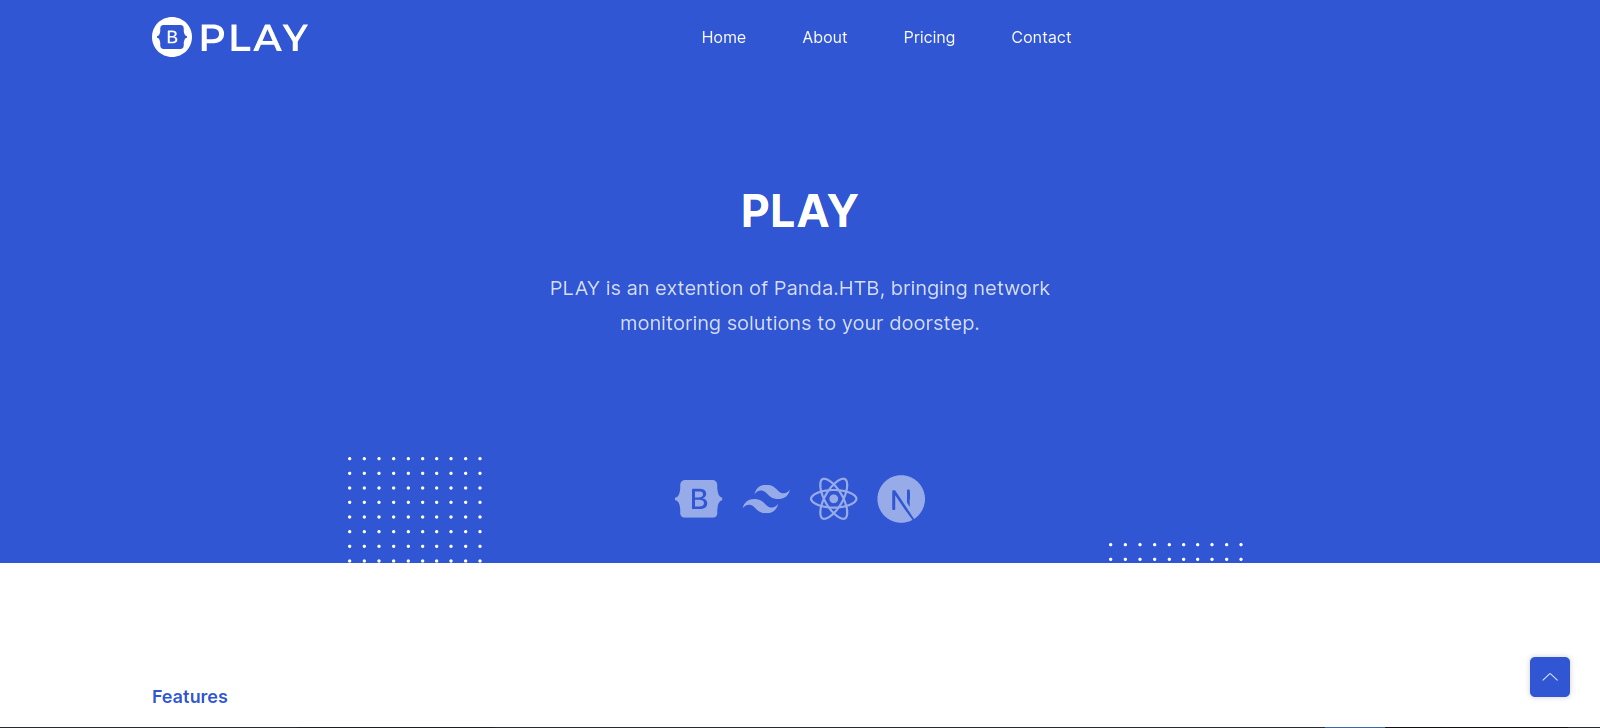 B PLAY
Home About Pricing Contact
PLAY
PLAY is an extention of Panda.HTB, bringing network
monitoring solutions to your doorstep.
B N
Features